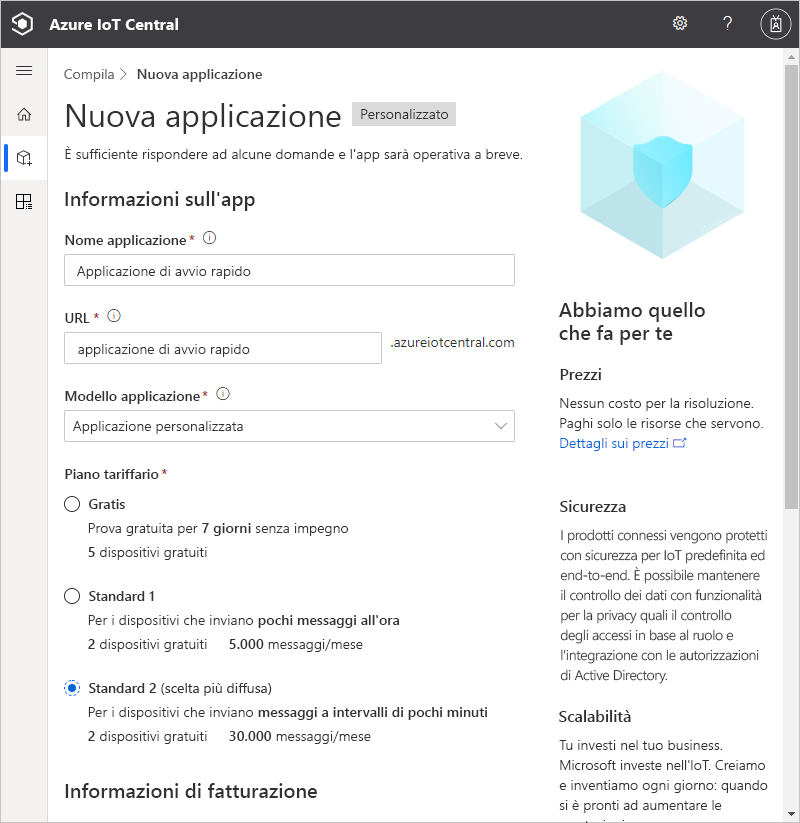 Azure IoT Central
?
Compila > Nuova applicazione
Nuova applicazione
Personalizzato
È sufficiente rispondere ad alcune domande e l'app sarà operativa a breve.
Informazioni sull'app
Nome applicazione *
Applicazione di avvio rapido
URL *
applicazione di avvio rapido
.azureiotcentral.com
Modello applicazione *
Applicazione personalizzata
Piano tariffario *
Gratis
Prova gratuita per 7 giorni senza impegno
5 dispositivi gratuiti
Standard 1
Per i dispositivi che inviano pochi messaggi all'ora
2 dispositivi gratuiti 5.000 messaggi/mese
Standard 2 (scelta più diffusa)
Per i dispositivi che inviano messaggi a intervalli di pochi minuti
2 dispositivi gratuiti 30.000 messaggi/mese
Informazioni di fatturazione
Abbiamo quello
che fa per te
Prezzi
Nessun costo per la risoluzione.
Paghi solo le risorse che servono.
Dettagli sui prezzi
Sicurezza
I prodotti connessi vengono protetti
con sicurezza per IoT predefinita ed
end-to-end. È possibile mantenere
il controllo dei dati con funzionalità
per la privacy quali il controllo
degli accessi in base al ruolo e
l'integrazione con le autorizzazioni
di Active Directory.
Scalabilità
Tu investi nel tuo business.
Microsoft investe nell'IoT. Creiamo
e inventiamo ogni giorno: quando
si è pronti ad aumentare le